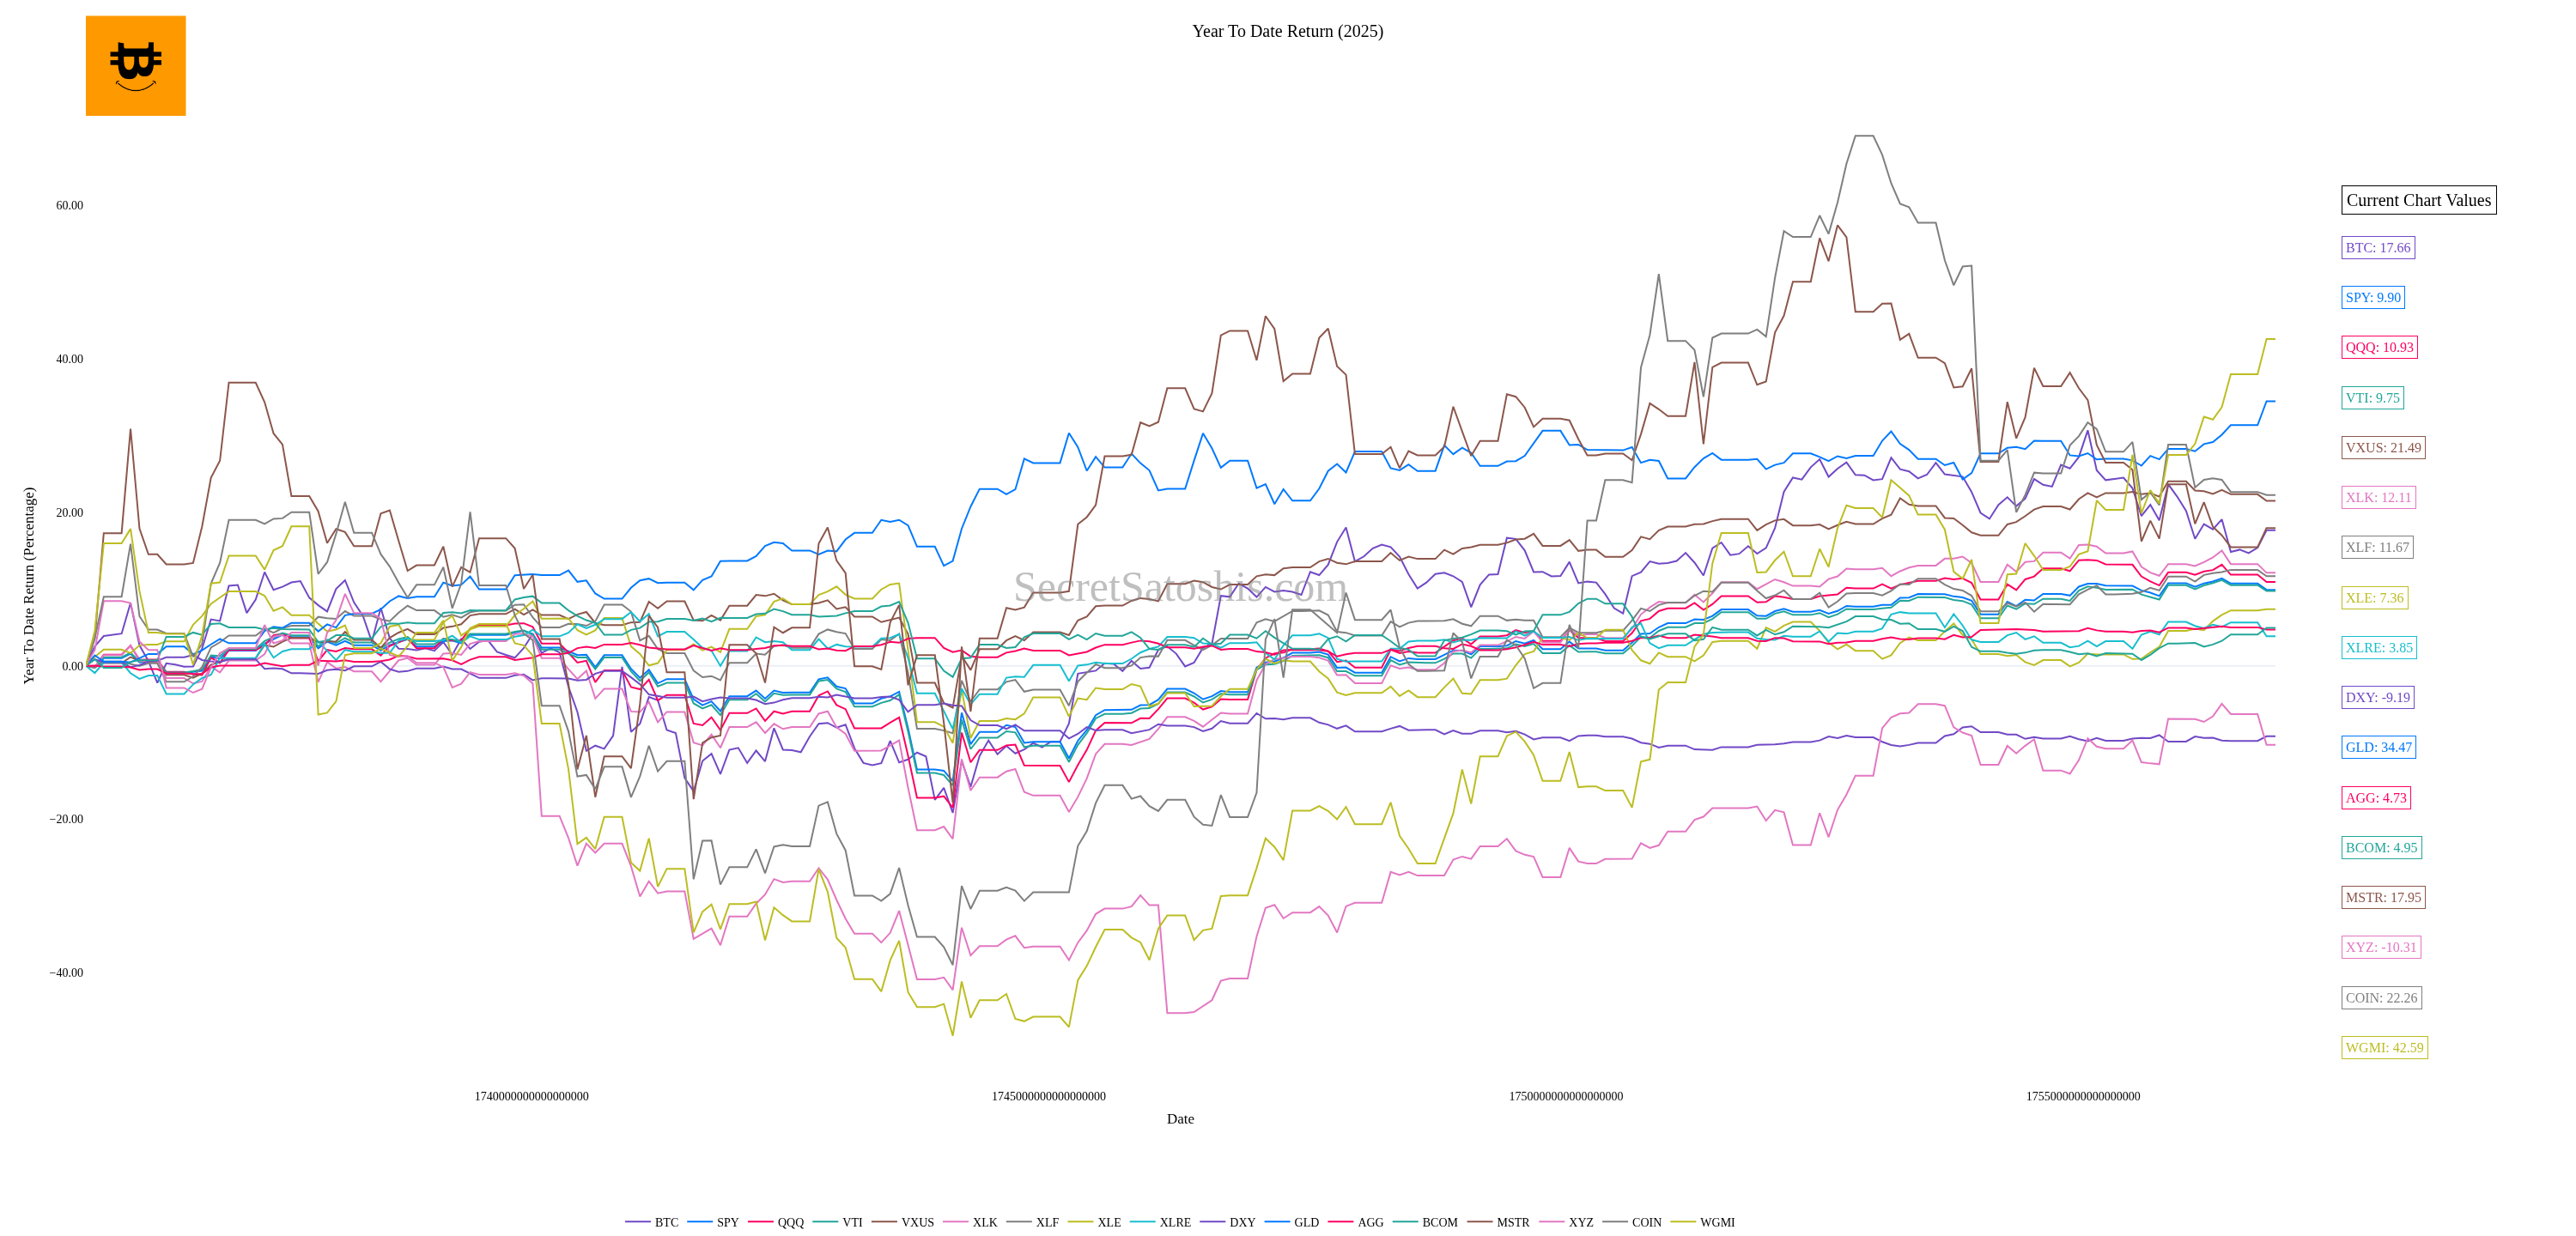 Year To Date Return (2025)
Year To Date Return (Percentage)
60.00
40.00
20.00
0.00
−20.00
−40.00
SecretSatoshis.com
1740000000000000000
1745000000000000000
1750000000000000000
1755000000000000000
Date
Current Chart Values
BTC: 17.66
SPY: 9.90
QQQ: 10.93
VTI: 9.75
VXUS: 21.49
XLK: 12.11
XLF: 11.67
XLE: 7.36
XLRE: 3.85
DXY: -9.19
GLD: 34.47
AGG: 4.73
BCOM: 4.95
MSTR: 17.95
XYZ: -10.31
COIN: 22.26
WGMI: 42.59
BTC SPY QQQ VTI VXUS XLK XLF XLE XLRE DXY GLD AGG BCOM MSTR XYZ COIN WGMI